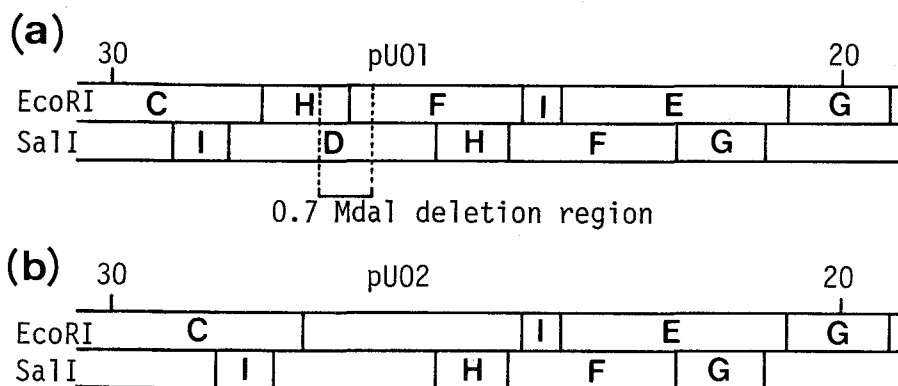 (a)
30 pUO1 20
EcoRI C H F I E G
SalI I D H F G
0.7 Mdal deletion region
(b)
30 pUO2 20
EcoRI C I E G
SalI I H F G